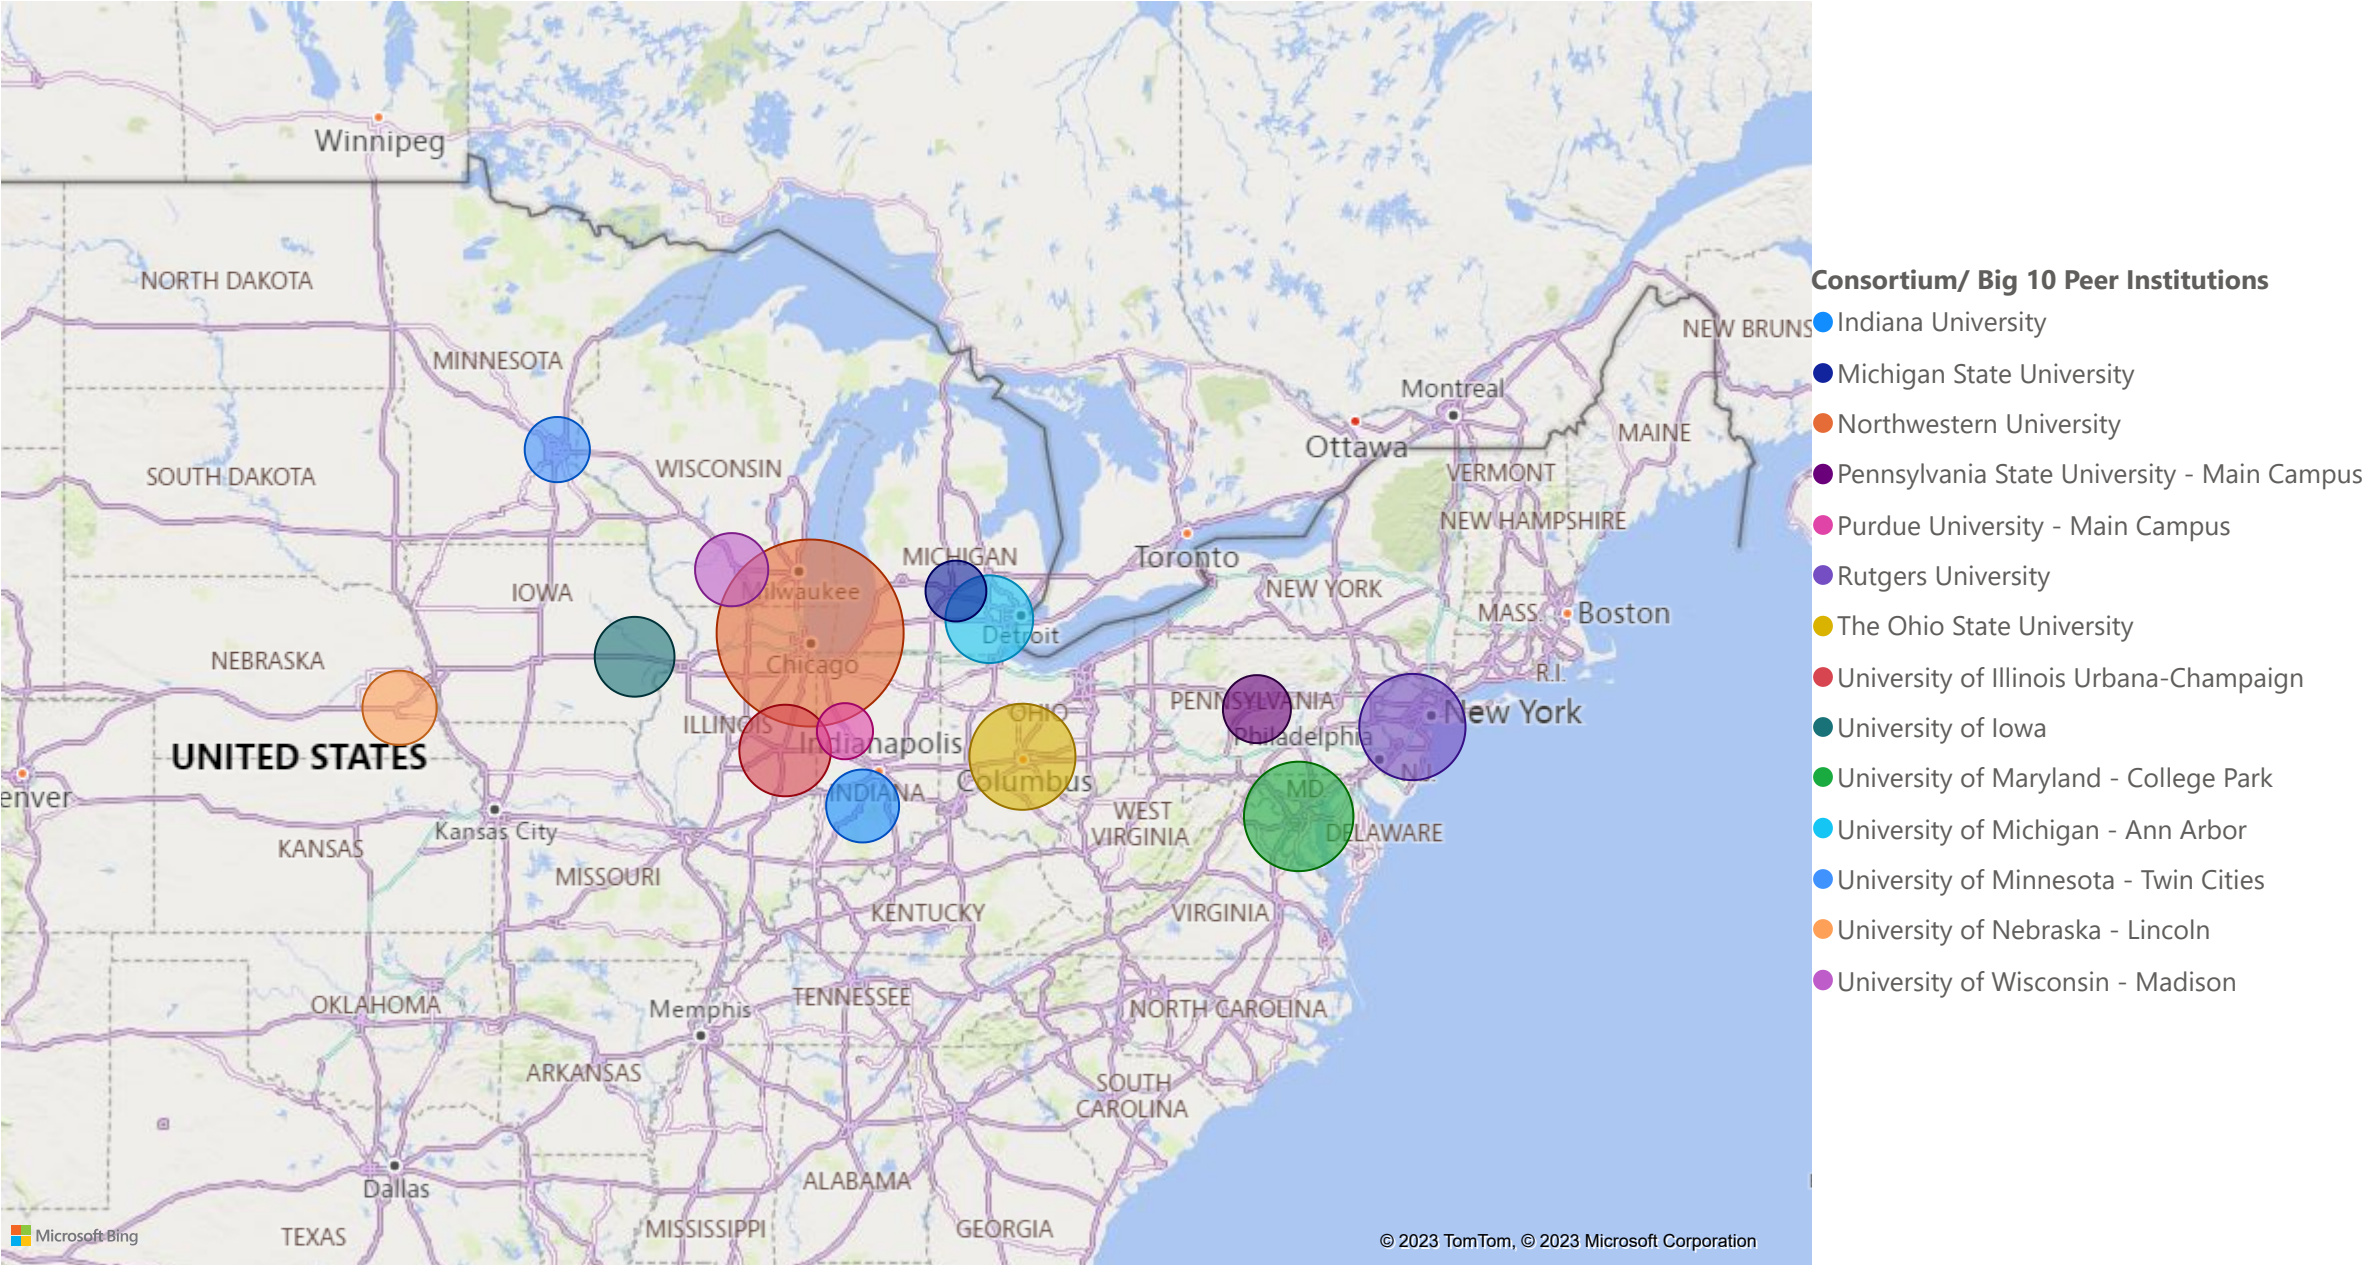 Winnipeg
NORTH DAKOTA
MINNESOTA
SOUTH DAKOTA
WISCONSIN
IOWA
NEBRASKA
UNITED STATES
enver
KANSAS
Kansas City
MISSOURI
OKLAHOMA
Memphis
ARKANSAS
Dallas
TEXAS
MISSISSIPPI
ALABAMA
GEORGIA
TENNESSEE
KENTUCKY
Milwaukee
Chicago
ILLINOIS
Indianapolis
INDIANA
MICHIGAN
Detroit
OHIO
Columbus
WEST
VIRGINIA
VIRGINIA
NORTH CAROLINA
SOUTH
CAROLINA
PENNSYLVANIA
Philadelphia
MD
DELAWARE
N.J.
New York
NEW YORK
Toronto
Ottawa
Montreal
VERMONT
NEW HAMPSHIRE
MASS.
Boston
R.I.
MAINE
NEW BRUNS
Microsoft Bing
© 2023 TomTom, © 2023 Microsoft Corporation
Consortium/ Big 10 Peer Institutions
Indiana University
Michigan State University
Northwestern University
Pennsylvania State University - Main Campus
Purdue University - Main Campus
Rutgers University
The Ohio State University
University of Illinois Urbana-Champaign
University of Iowa
University of Maryland - College Park
University of Michigan - Ann Arbor
University of Minnesota - Twin Cities
University of Nebraska - Lincoln
University of Wisconsin - Madison